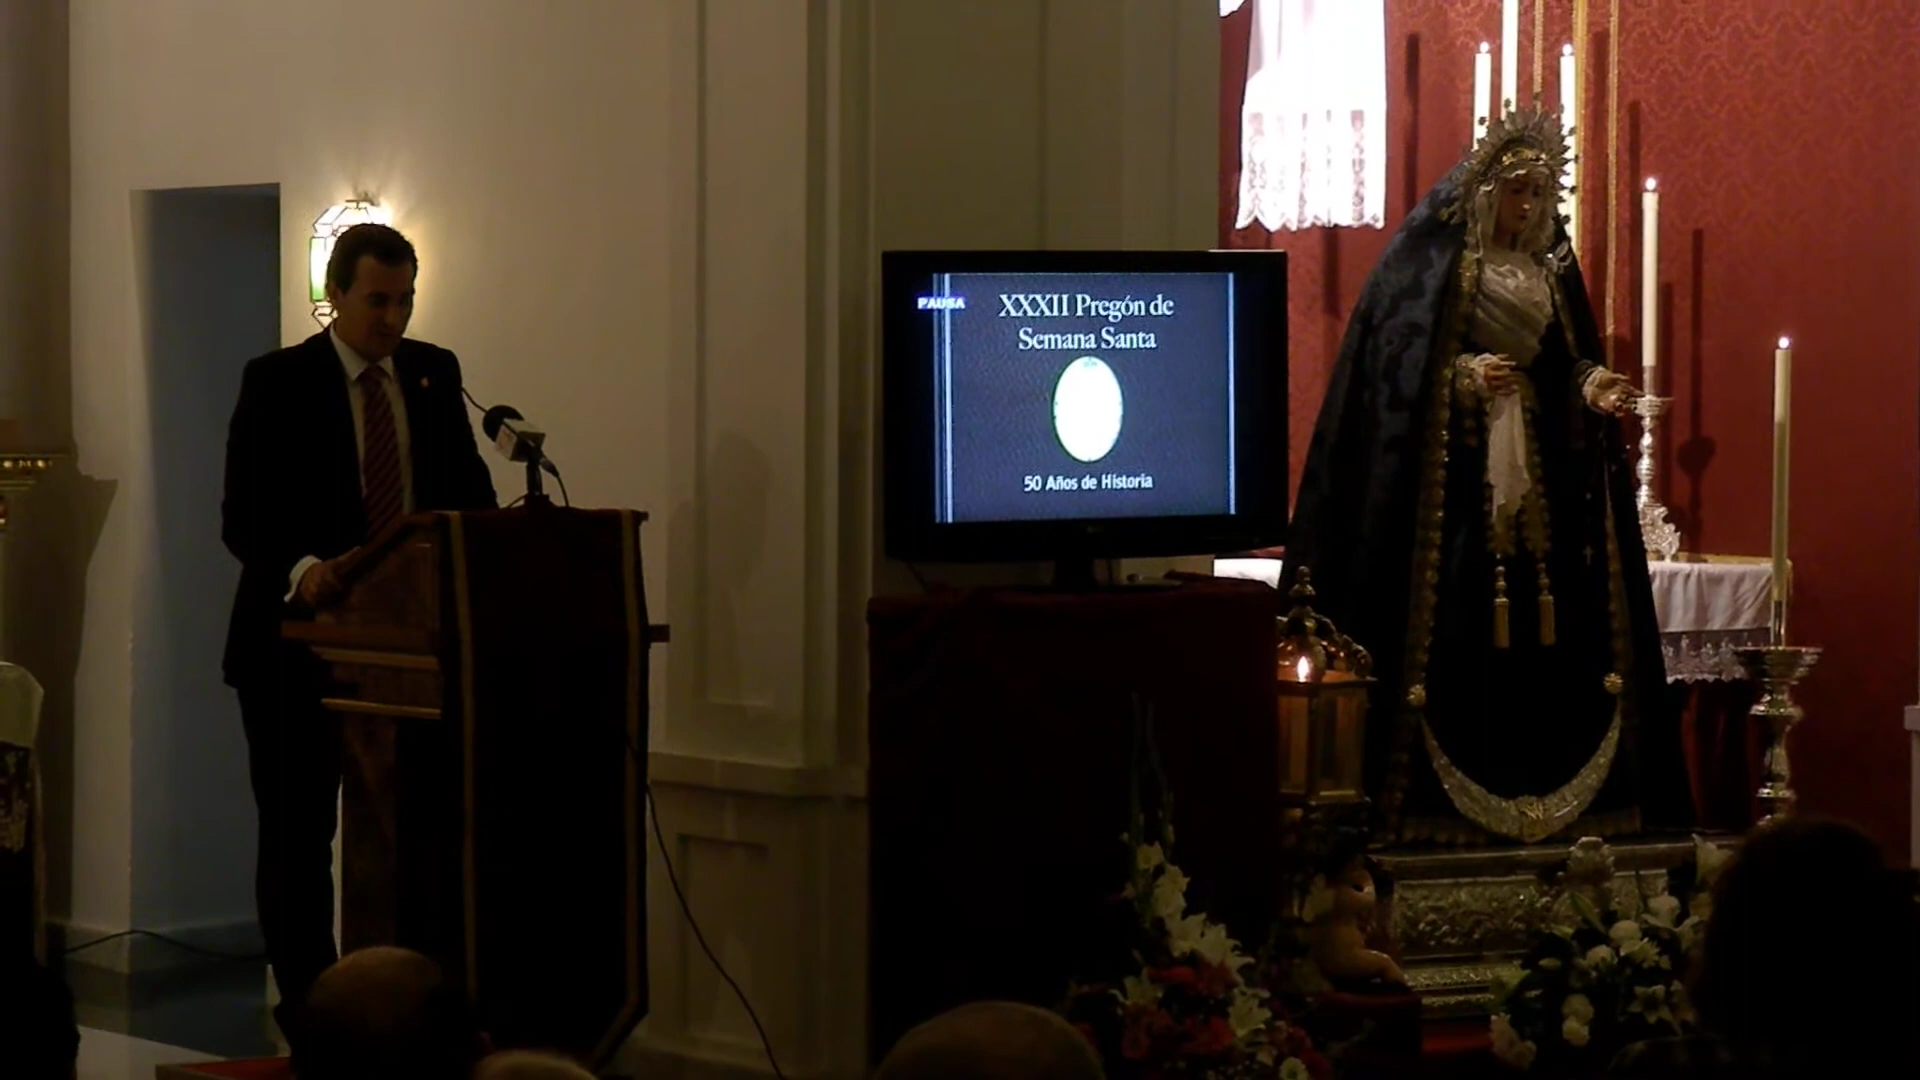 PAUSA
XXXII Pregón de
Semana Santa
50 Años de Historia